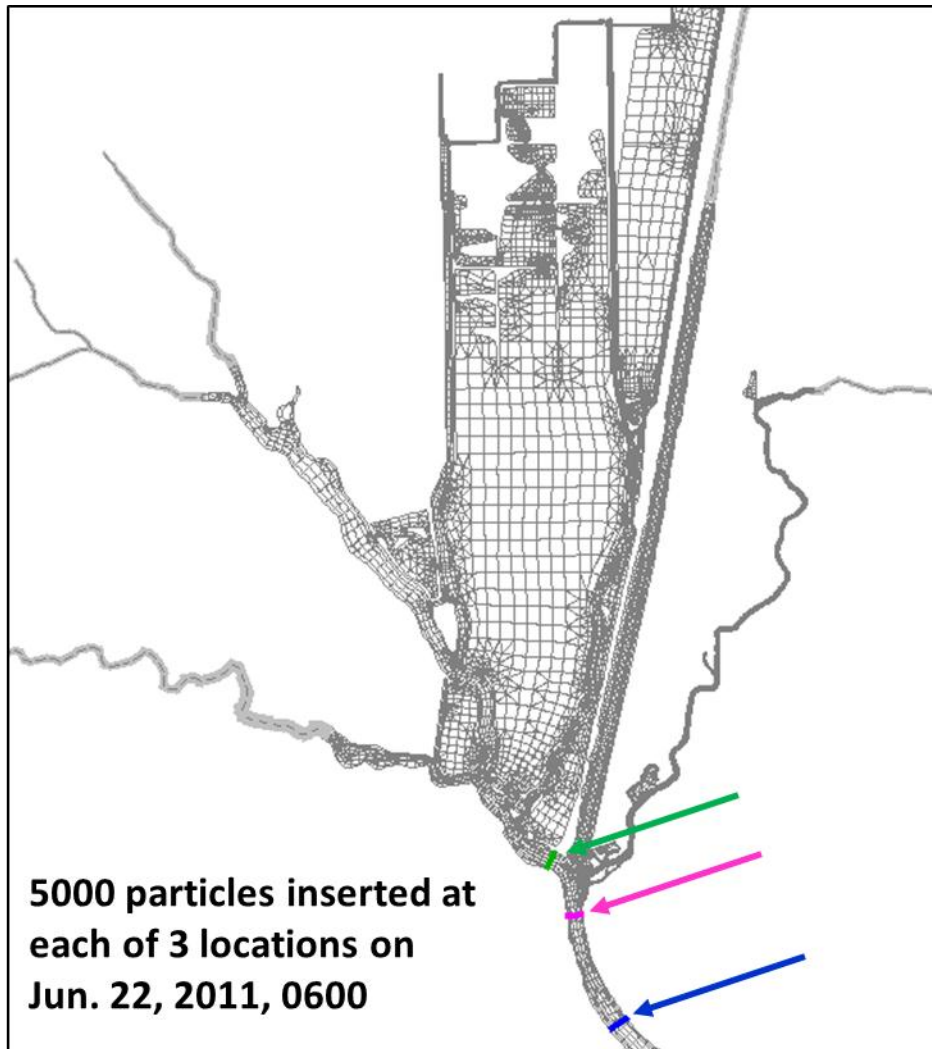 5000 particles inserted at
each of 3 locations on
Jun. 22, 2011, 0600